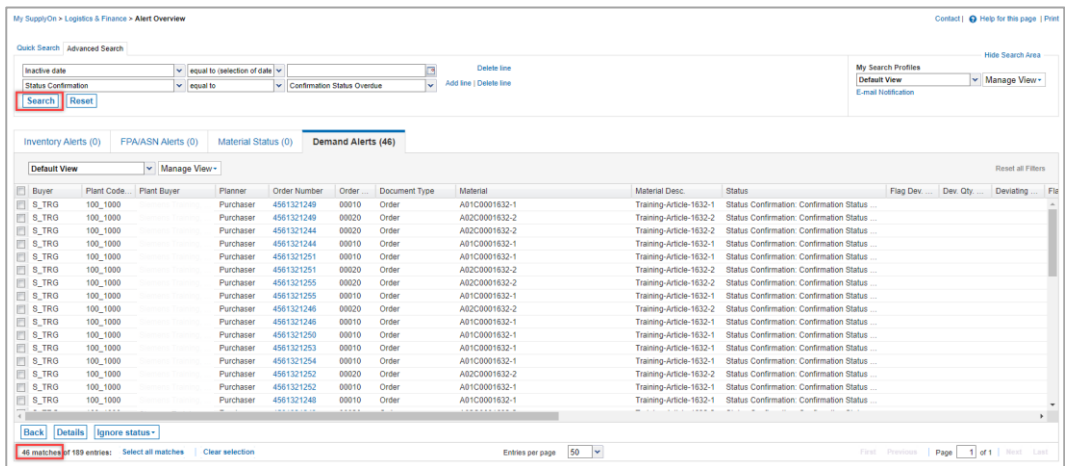 My SupplyOn > Logistics & Finance > Alert Overview
Contact | Help for this page | Print
Quick Search Advanced Search
Hide Search Area
Inactive date equal to (selection of date Delete line
Status Confirmation equal to Confirmation Status Overdue Add line | Delete line
My Search Profiles
Default View Manage View
E-mail Notification
Search Reset
Inventory Alerts (0) FPA/ASN Alerts (0) Material Status (0) Demand Alerts (46)
Default View Manage View Reset all Filters
Buyer Plant Code... Plant Buyer Planner Order Number Order ... Document Type Material Material Desc. Status Flag Dev. ... Dev. Qty. ... Deviating ... Fla
S_TRG 100_1000 Purchaser 4561321249 00010 Order A01C0001632-1 Training-Article-1632-1 Status Confirmation: Confirmation Status ...
S_TRG 100_1000 Purchaser 4561321249 00020 Order A02C0001632-2 Training-Article-1632-2 Status Confirmation: Confirmation Status ...
S_TRG 100_1000 Purchaser 4561321244 00020 Order A02C0001632-2 Training-Article-1632-2 Status Confirmation: Confirmation Status ...
S_TRG 100_1000 Purchaser 4561321244 00010 Order A01C0001632-1 Training-Article-1632-1 Status Confirmation: Confirmation Status ...
S_TRG 100_1000 Purchaser 4561321251 00010 Order A01C0001632-1 Training-Article-1632-1 Status Confirmation: Confirmation Status ...
S_TRG 100_1000 Purchaser 4561321251 00020 Order A02C0001632-2 Training-Article-1632-2 Status Confirmation: Confirmation Status ...
S_TRG 100_1000 Purchaser 4561321255 00020 Order A02C0001632-2 Training-Article-1632-2 Status Confirmation: Confirmation Status ...
S_TRG 100_1000 Purchaser 4561321255 00010 Order A01C0001632-1 Training-Article-1632-1 Status Confirmation: Confirmation Status ...
S_TRG 100_1000 Purchaser 4561321246 00020 Order A02C0001632-2 Training-Article-1632-2 Status Confirmation: Confirmation Status ...
S_TRG 100_1000 Purchaser 4561321246 00010 Order A01C0001632-1 Training-Article-1632-1 Status Confirmation: Confirmation Status ...
S_TRG 100_1000 Purchaser 4561321250 00010 Order A01C0001632-1 Training-Article-1632-1 Status Confirmation: Confirmation Status ...
S_TRG 100_1000 Purchaser 4561321253 00010 Order A01C0001632-1 Training-Article-1632-1 Status Confirmation: Confirmation Status ...
S_TRG 100_1000 Purchaser 4561321254 00010 Order A01C0001632-1 Training-Article-1632-1 Status Confirmation: Confirmation Status ...
S_TRG 100_1000 Purchaser 4561321252 00020 Order A02C0001632-2 Training-Article-1632-2 Status Confirmation: Confirmation Status ...
S_TRG 100_1000 Purchaser 4561321252 00010 Order A01C0001632-1 Training-Article-1632-1 Status Confirmation: Confirmation Status ...
S_TRG 100_1000 Purchaser 4561321248 00010 Order A01C0001632-1 Training-Article-1632-1 Status Confirmation: Confirmation Status ...
Back Details Ignore status
46 matches of 189 entries: Select all matches | Clear selection Entries per page 50 First Previous | Page 1 of 1 | Next Last